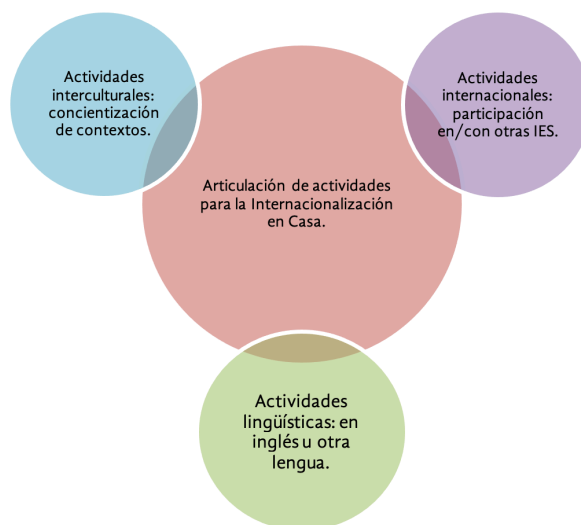 Actividades
interculturales:
concientización
de contextos.
Actividades
internacionales:
participación
en/con otras IES.
Articulación de actividades
para la Internacionalización
en Casa.
Actividades
lingüísticas: en
inglés u otra
lengua.